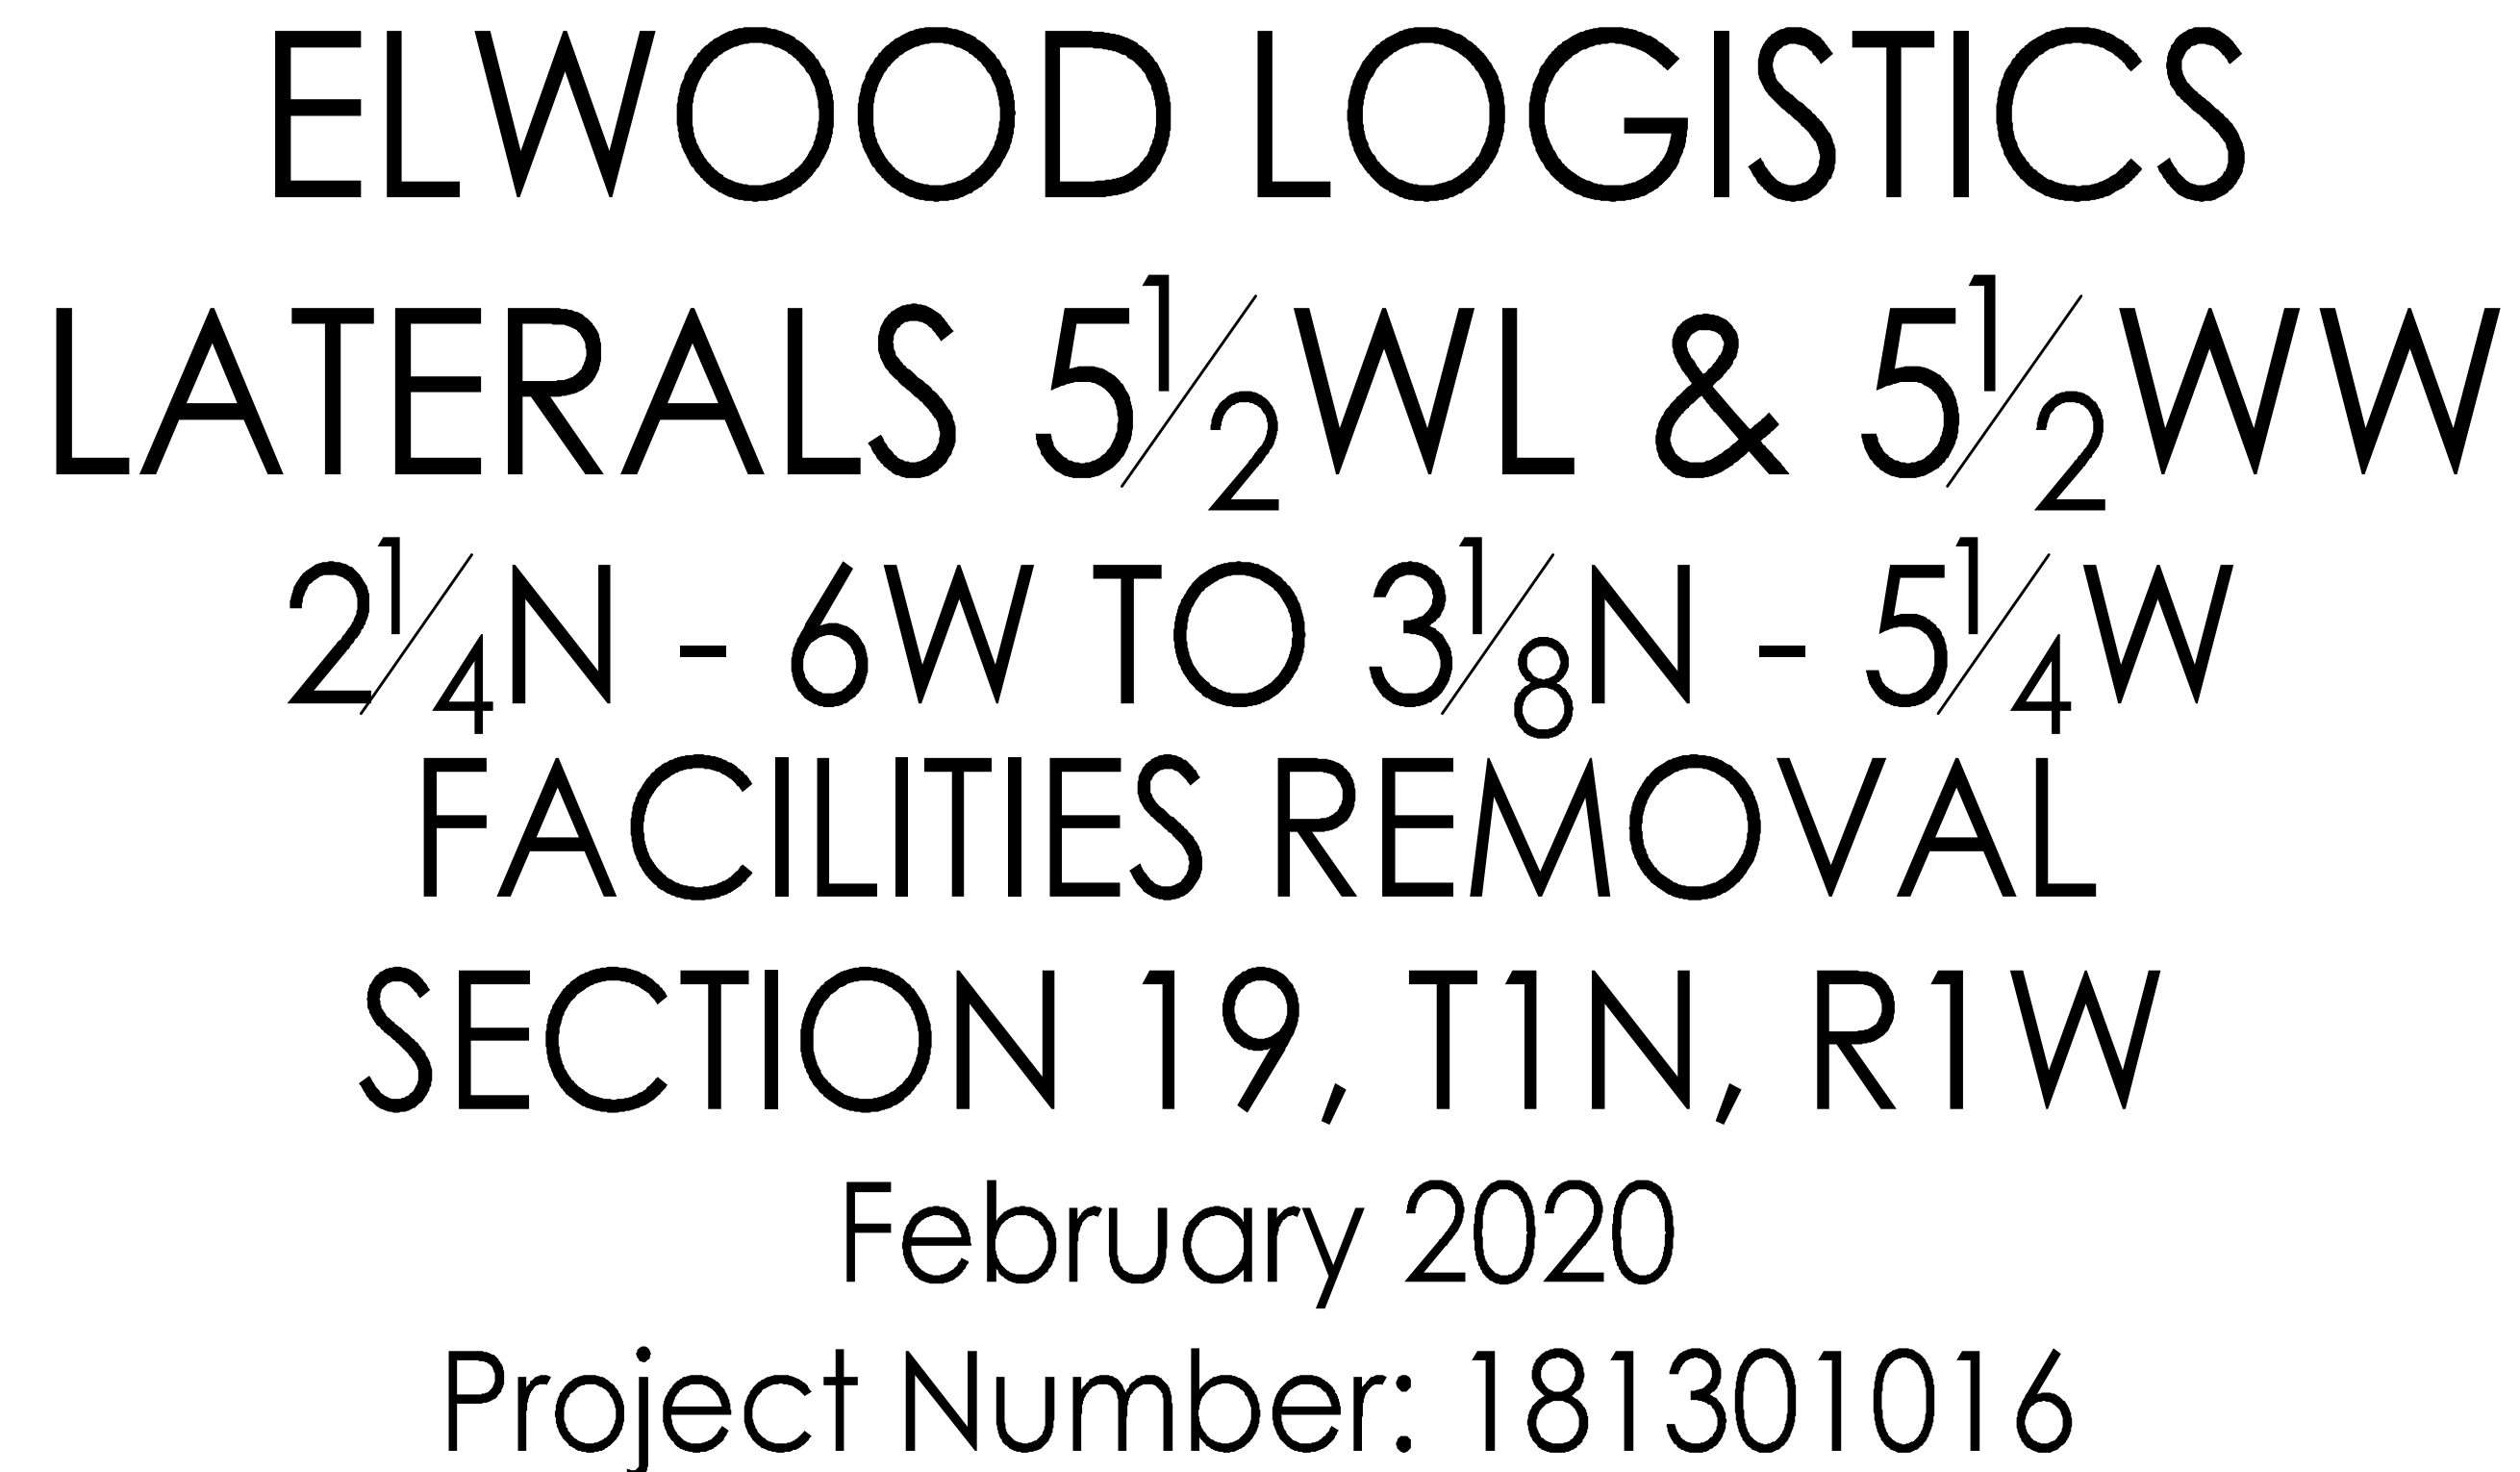 ELWOOD LOGISTICS
LATERALS 5½WL & 5½WW
2¼N - 6W TO 3⅛N - 5¼W
FACILITIES REMOVAL
SECTION 19, T1N, R1W
February 2020
Project Number: 181301016